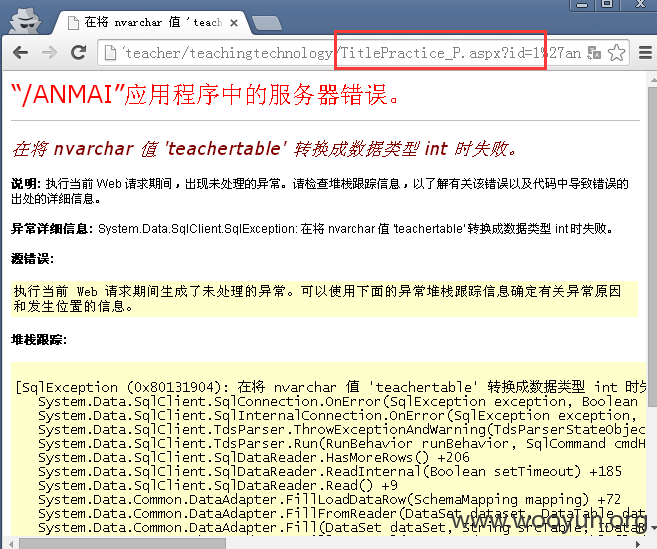 在将 nvarchar 值 'teach
'teacher/teachingtechnology/TitlePractice_P.aspx?id=1%27an
“/ANMAI”应用程序中的服务器错误。
在将 nvarchar 值 'teachertable' 转换成数据类型 int 时失败。
说明: 执行当前 Web 请求期间，出现未处理的异常。请检查堆栈跟踪信息，以了解有关该错误以及代码中导致错误的
出处的详细信息。
异常详细信息: System.Data.SqlClient.SqlException: 在将 nvarchar 值 'teachertable' 转换成数据类型 int 时失败。
源错误:
执行当前 Web 请求期间生成了未处理的异常。可以使用下面的异常堆栈跟踪信息确定有关异常原因
和发生位置的信息。
堆栈跟踪:
[SqlException (0x80131904): 在将 nvarchar 值 'teachertable' 转换成数据类型 int 时失
System.Data.SqlClient.SqlConnection.OnError(SqlException exception, Boolean
System.Data.SqlClient.SqlInternalConnection.OnError(SqlException exception,
System.Data.SqlClient.TdsParser.ThrowExceptionAndWarning(TdsParserStateObjec
System.Data.SqlClient.TdsParser.Run(RunBehavior runBehavior, SqlCommand cmdH
System.Data.SqlClient.SqlDataReader.HasMoreRows() +206
System.Data.SqlClient.SqlDataReader.ReadInternal(Boolean setTimeout) +185
System.Data.SqlClient.SqlDataReader.Read() +9
System.Data.Common.DataAdapter.FillLoadDataRow(SchemaMapping mapping) +72
System.Data.Common.DataAdapter.FillFromReader(DataSet dataset, DataTable dat
System.Data.Common.DataAdapter.Fill(DataSet dataSet, String srcTable, IData
www.wooyun.org